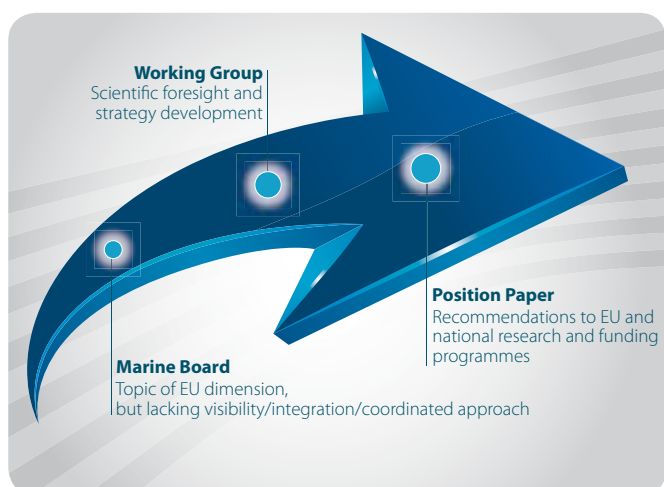 Working Group
Scientific foresight and
strategy development
Position Paper
Recommendations to EU and
national research and funding
programmes
Marine Board
Topic of EU dimension,
but lacking visibility/integration/coordinated approach